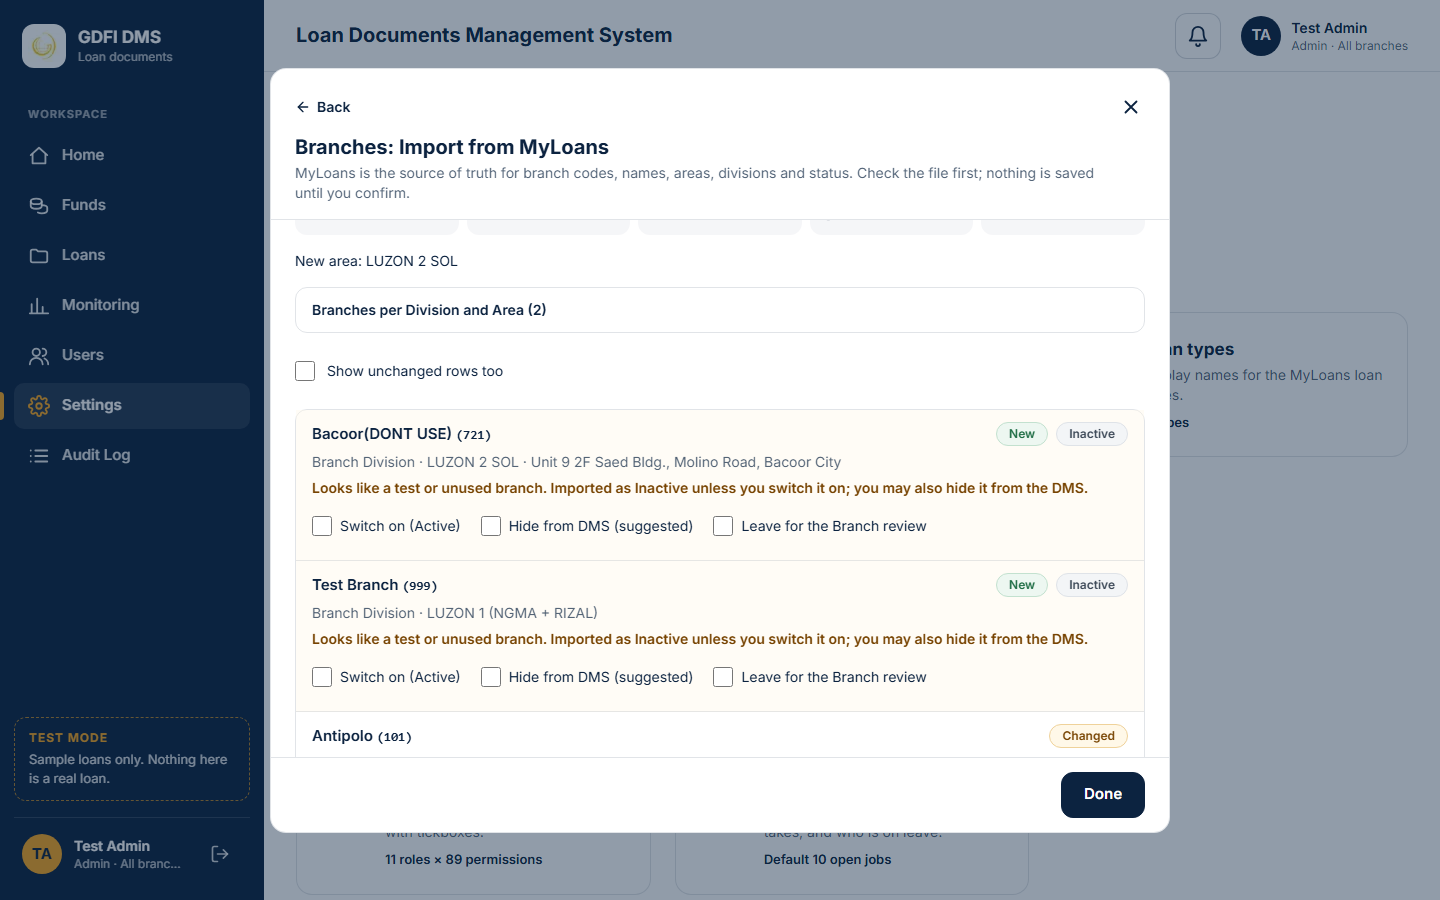 GDFI DMS
Loan documents
WORKSPACE
Home
Funds
Loans
Monitoring
Users
Settings
Audit Log
TEST MODE
Sample loans only. Nothing here
is a real loan.
TA
Test Admin
Admin · All branc...
Loan Documents Management System
TA
Test Admin
Admin · All branches
Back
Branches: Import from MyLoans
MyLoans is the source of truth for branch codes, names, areas, divisions and status. Check the file first; nothing is saved
until you confirm.
New area: LUZON 2 SOL
Branches per Division and Area (2)
Show unchanged rows too
Bacoor(DONT USE) (721)
New
Inactive
Branch Division · LUZON 2 SOL · Unit 9 2F Saed Bldg., Molino Road, Bacoor City
Looks like a test or unused branch. Imported as Inactive unless you switch it on; you may also hide it from the DMS.
Switch on (Active)
Hide from DMS (suggested)
Leave for the Branch review
Test Branch (999)
New
Inactive
Branch Division · LUZON 1 (NGMA + RIZAL)
Looks like a test or unused branch. Imported as Inactive unless you switch it on; you may also hide it from the DMS.
Switch on (Active)
Hide from DMS (suggested)
Leave for the Branch review
Antipolo (101)
Changed
Done
types
names for the MyLoans loan
with tickboxes.
11 roles × 89 permissions
takes, and who is on leave.
Default 10 open jobs